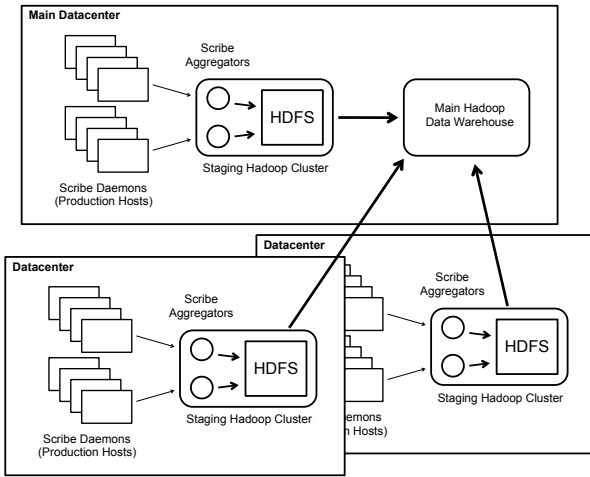 Main Datacenter
Scribe
Aggregators
HDFS
Main Hadoop
Data Warehouse
Staging Hadoop Cluster
Scribe Daemons
(Production Hosts)
Datacenter
Scribe
Aggregators
HDFS
Staging Hadoop Cluster
Scribe Daemons
(Production Hosts)
Datacenter
Scribe
Aggregators
HDFS
Staging Hadoop Cluster
Hosts)